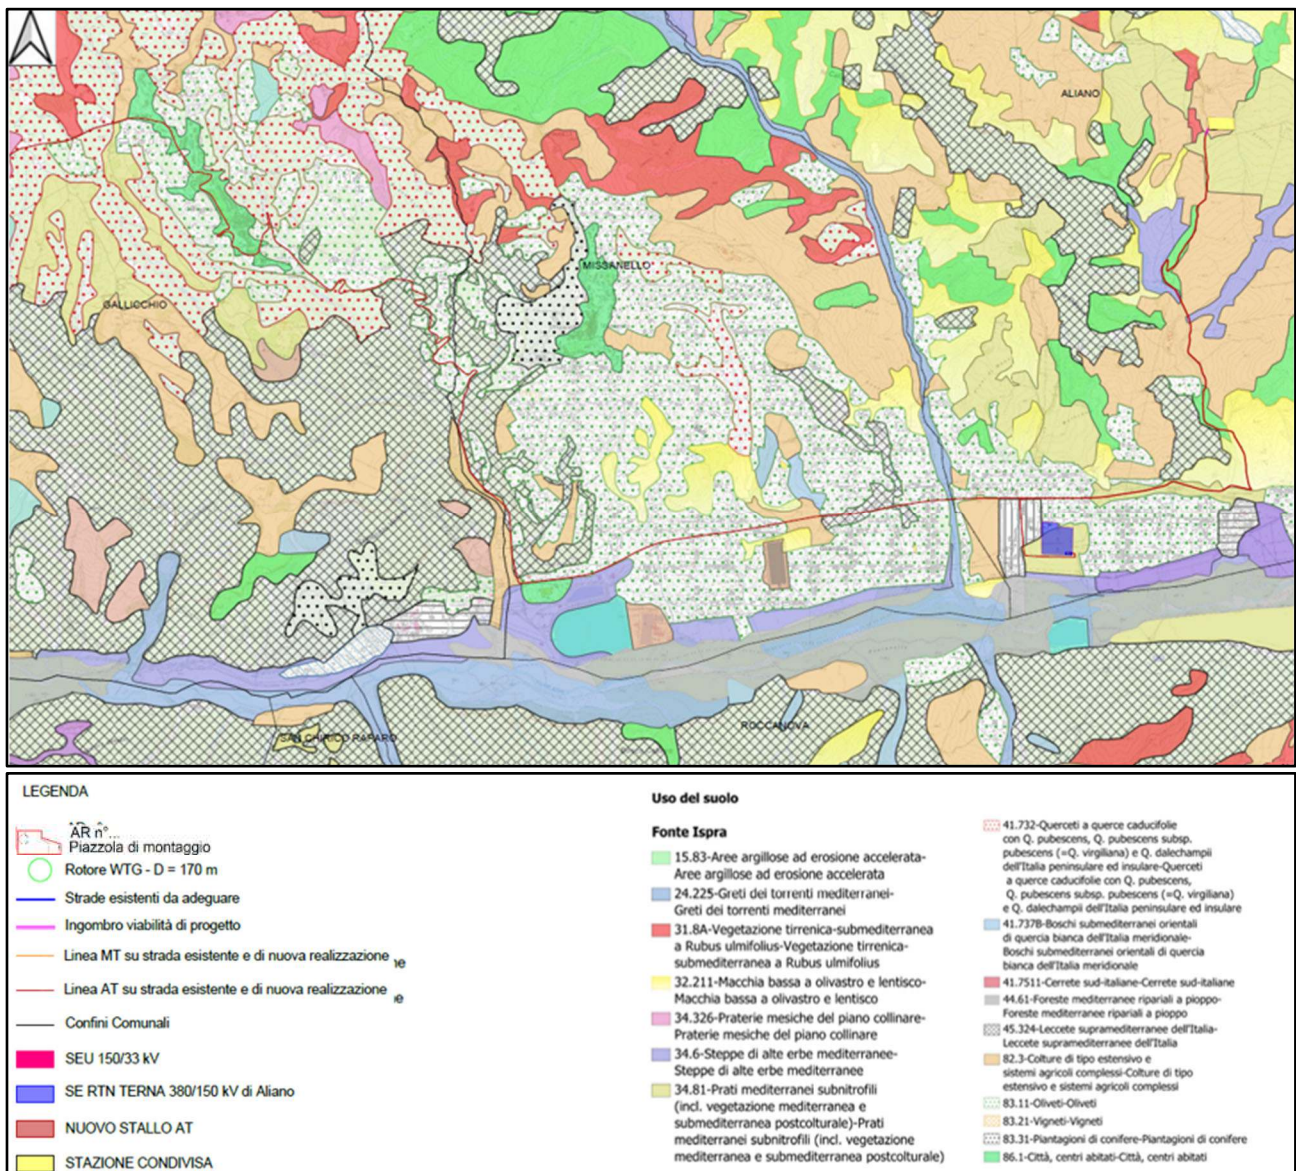 ALIANO
MISSANELLO
GALLICCHIO
ROCCANOVA
SAN CHIRICO RAPARO
LEGENDA
AR n°...
Piazzola di montaggio
Rotore WTG - D = 170 m
Strade esistenti da adeguare
Ingombro viabilità di progetto
Linea MT su strada esistente e di nuova realizzazione
Linea AT su strada esistente e di nuova realizzazione
Confini Comunali
SEU 150/33 kV
SE RTN TERNA 380/150 kV di Aliano
NUOVO STALLO AT
STAZIONE CONDIVISA
Uso del suolo
Fonte Ispra
15.83-Aree argillose ad erosione accelerata-
Aree argillose ad erosione accelerata
24.225-Greti dei torrenti mediterranei-
Greti dei torrenti mediterranei
31.8A-Vegetazione tirrenica-submediterranea
a Rubus ulmifolius-Vegetazione tirrenica-
submediterranea a Rubus ulmifolius
32.211-Macchia bassa a olivastro e lentisco-
Macchia bassa a olivastro e lentisco
34.326-Praterie mesiche del piano collinare-
Praterie mesiche del piano collinare
34.6-Steppe di alte erbe mediterranee-
Steppe di alte erbe mediterranee
34.81-Prati mediterranei subnitrofili
(incl. vegetazione mediterranea e
submediterranea postcolturale)-Prati
mediterranei subnitrofili (incl. vegetazione
mediterranea e submediterranea postcolturale)
41.732-Querceti a querce caducifolie
con Q. pubescens, Q. pubescens subsp.
pubescens (=Q. virgiliana) e Q. dalechampii
dell'Italia peninsulare ed insulare-Querceti
a querce caducifolie con Q. pubescens,
Q. pubescens subsp. pubescens (=Q. virgiliana)
e Q. dalechampii dell'Italia peninsulare ed insulare
41.737B-Boschi submediterranei orientali
di quercia bianca dell'Italia meridionale-
Boschi submediterranei orientali di quercia
bianca dell'Italia meridionale
41.7511-Cerrete sud-italiane-Cerrete sud-italiane
44.61-Foreste mediterranee ripariali a pioppo-
Foreste mediterranee ripariali a pioppo
45.324-Leccete supramediterranee dell'Italia-
Leccete supramediterranee dell'Italia
82.3-Colture di tipo estensivo e
sistemi agricoli complessi-Colture di tipo
estensivo e sistemi agricoli complessi
83.11-Oliveti-Oliveti
83.21-Vigneti-Vigneti
83.31-Piantagioni di conifere-Piantagioni di conifere
86.1-Città, centri abitati-Città, centri abitati